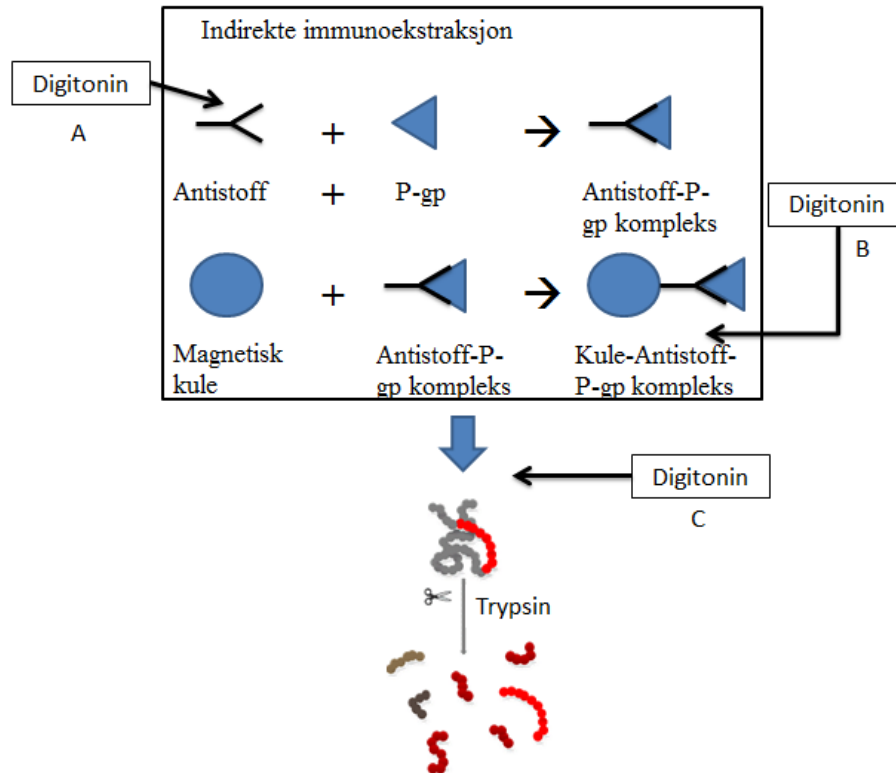 Indirekte immunoekstraksjon
Digitonin
A
+
→
Antistoff
+
P-gp
Antistoff-P-
gp kompleks
Digitonin
B
+
→
Magnetisk
kule
Antistoff-P-
gp kompleks
Kule-Antistoff-
P-gp kompleks
Digitonin
C
Trypsin